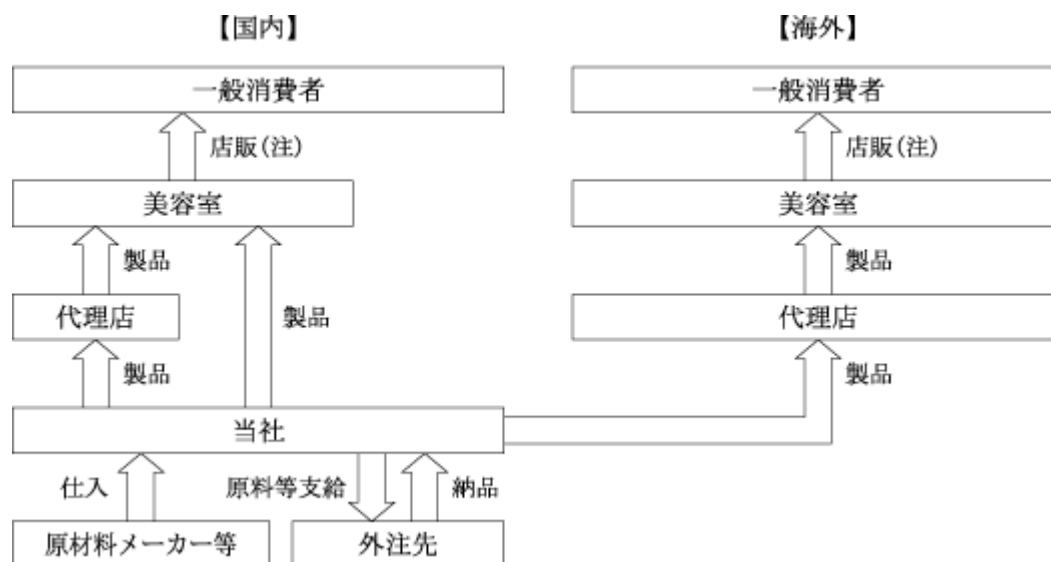 【国内】
【海外】
一般消費者
一般消費者
店販(注)
店販(注)
美容室
美容室
製品
製品
代理店
製品
代理店
製品
製品
当社
仕入
原料等支給
納品
原材料メーカー等
外注先